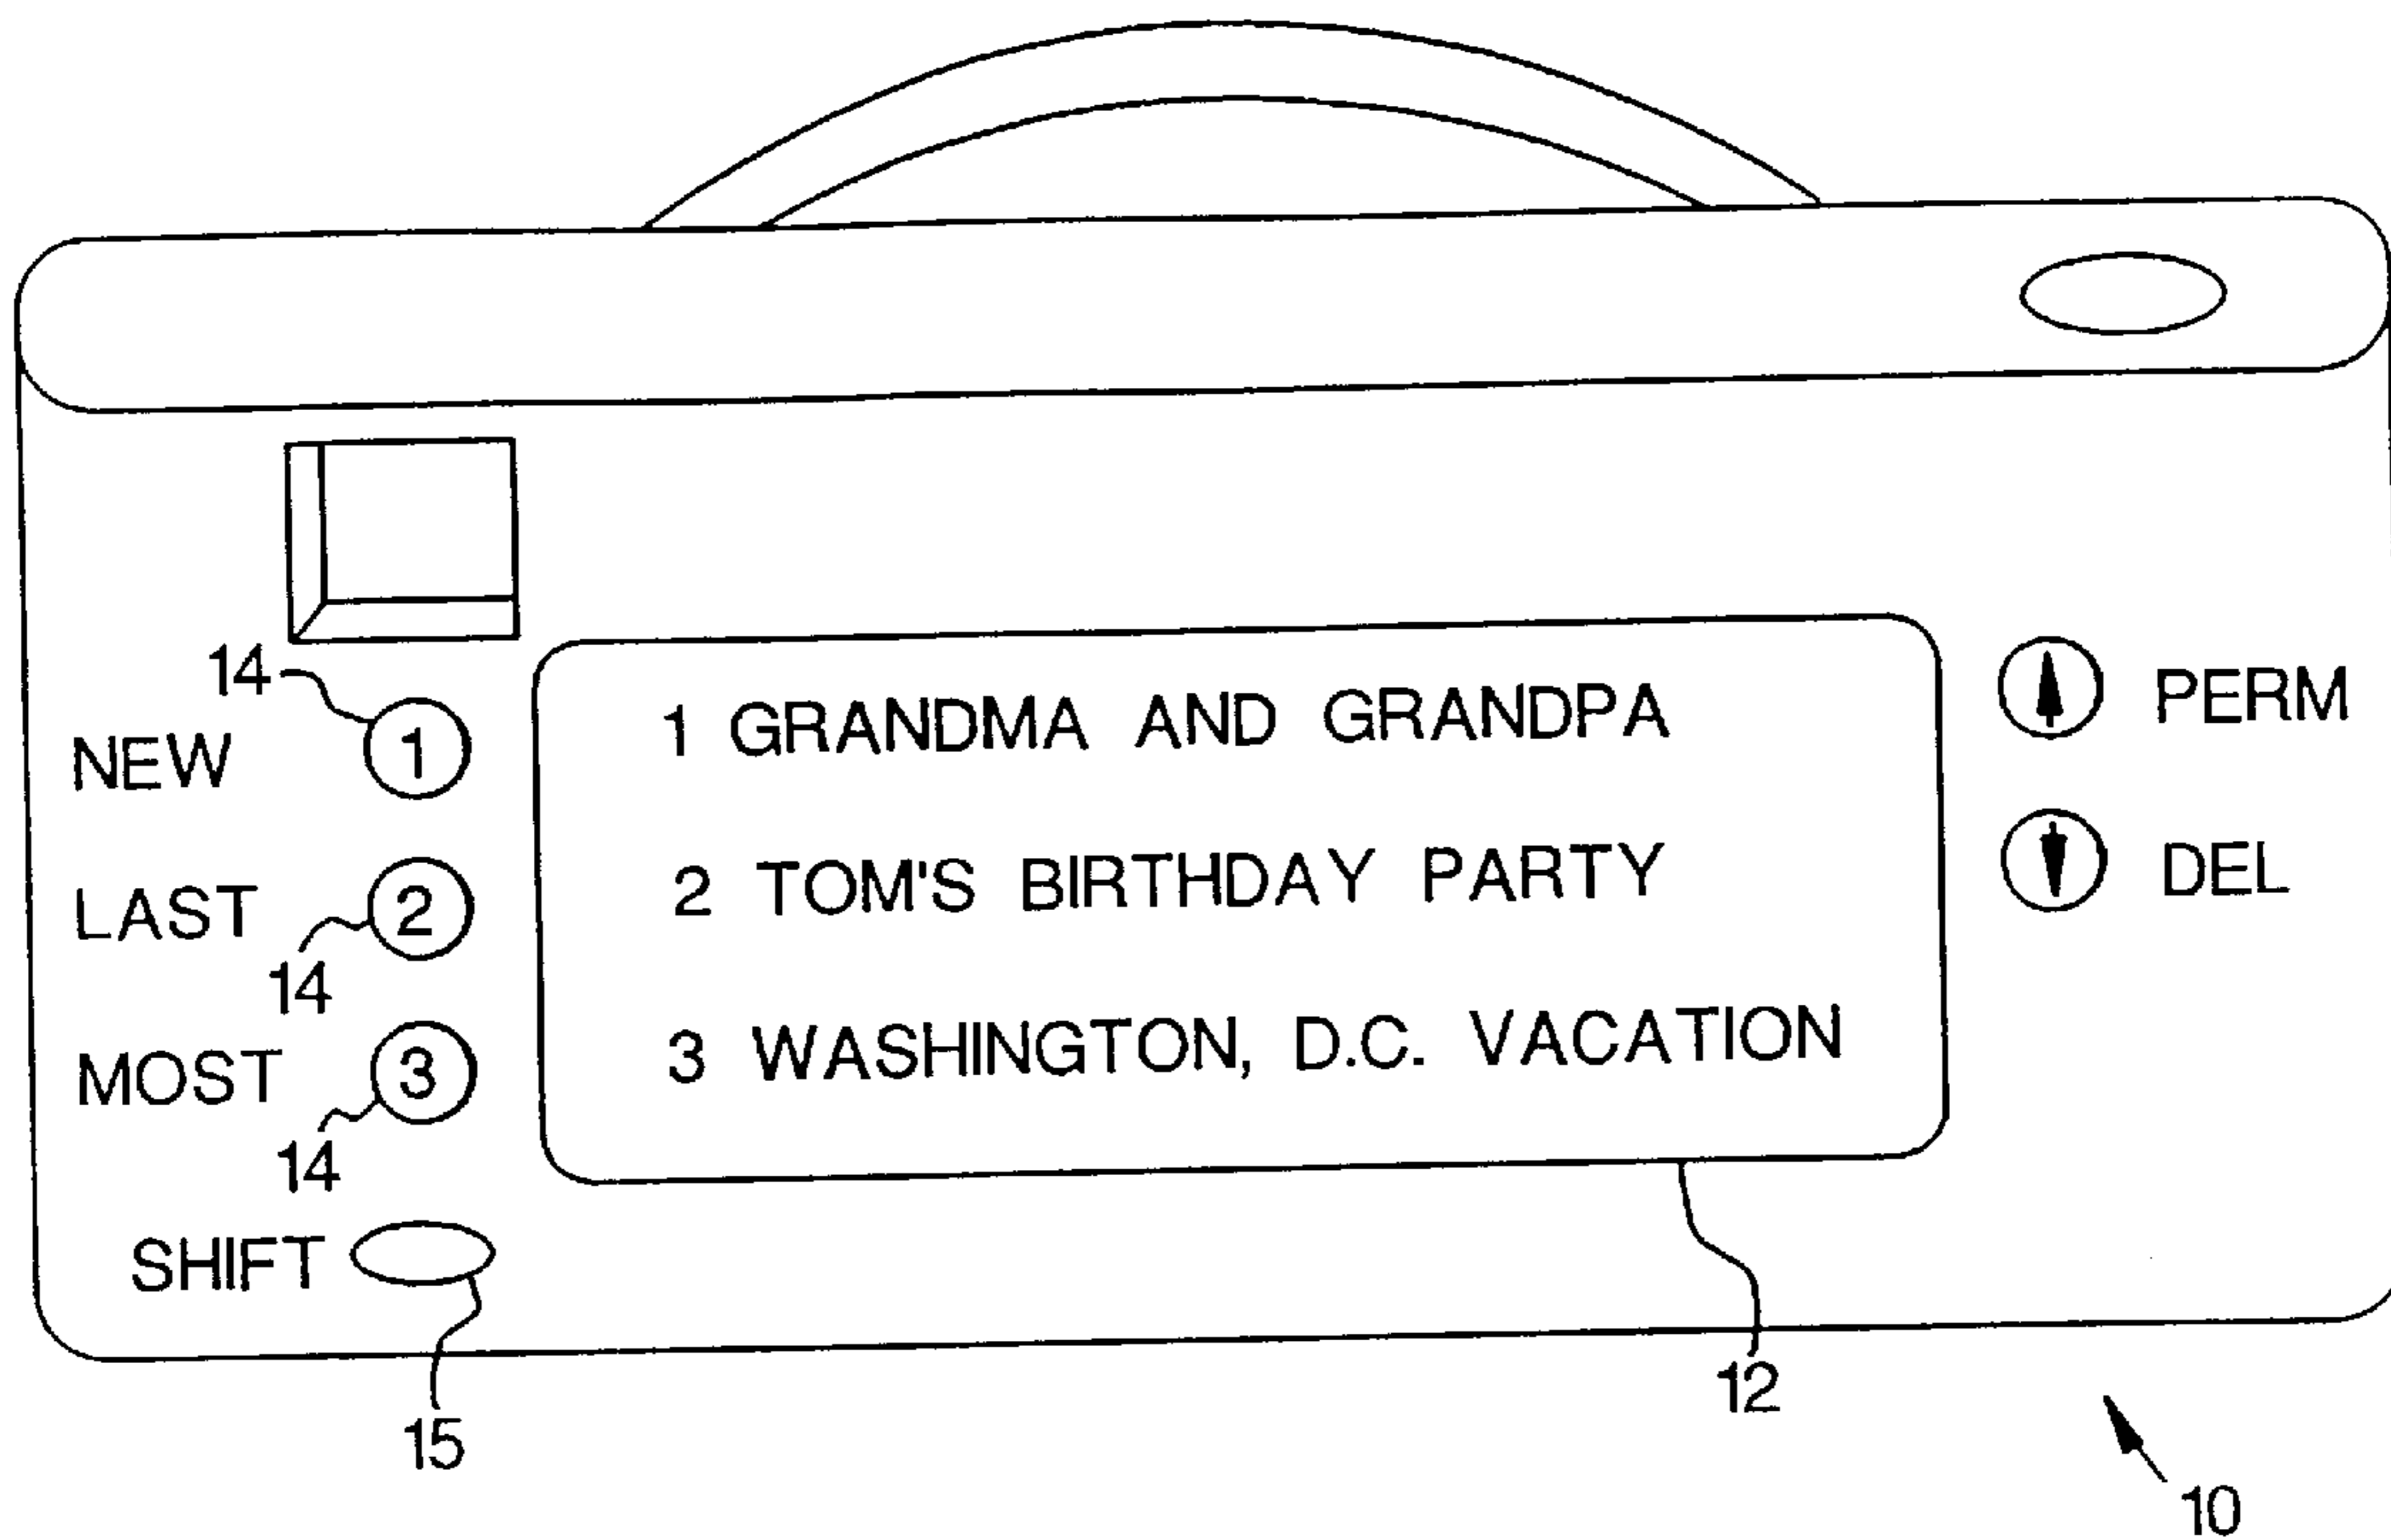 14
NEW 1 1 GRANDMA AND GRANDPA PERM
LAST 2 2 TOM'S BIRTHDAY PARTY DEL
14
MOST 3 3 WASHINGTON, D.C. VACATION
14
SHIFT
15 12
10